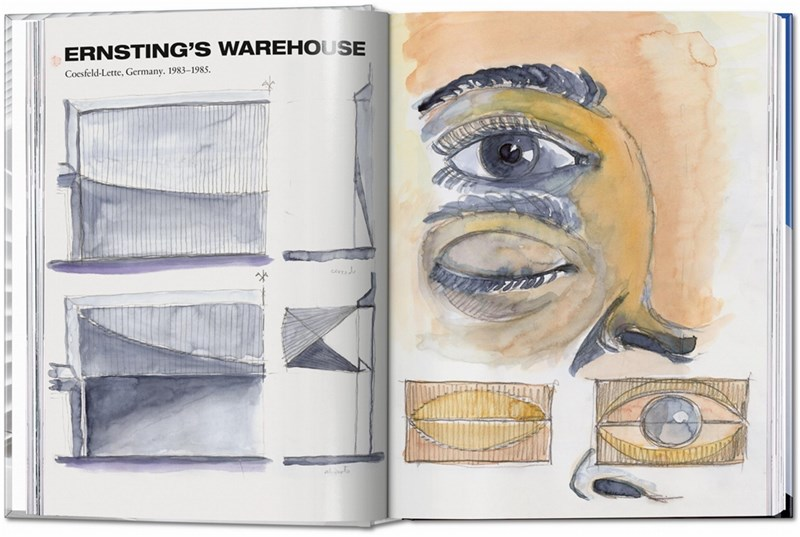 ERNSTING'S WAREHOUSE
Coesfeld-Lette, Germany. 1983–1985.